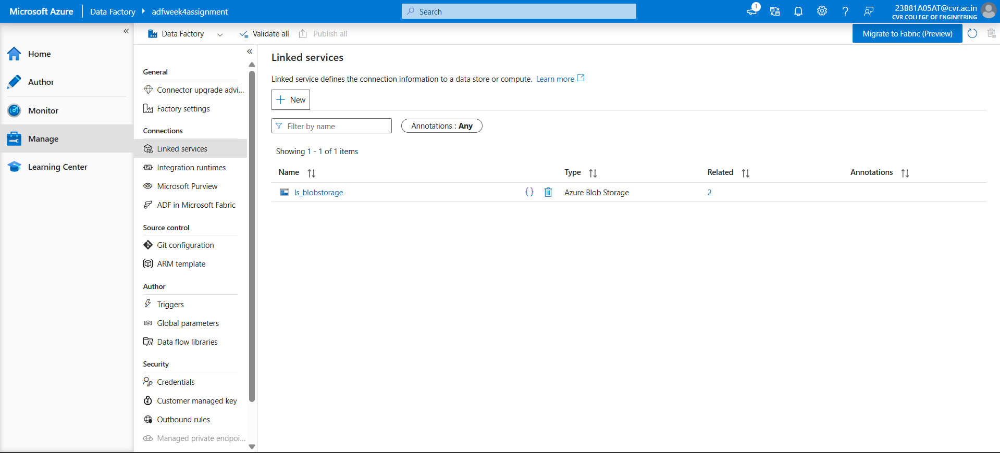 Microsoft Azure
Data Factory
adfweek4assignment
Search
1
23B81A05AT@cvr.ac.in
CVR COLLEGE OF ENGINEERING
Data Factory
Validate all
Publish all
Migrate to Fabric (Preview)
Home
Author
Monitor
Manage
Learning Center
General
Connector upgrade advi...
Factory settings
Connections
Linked services
Integration runtimes
Microsoft Purview
ADF in Microsoft Fabric
Source control
Git configuration
ARM template
Author
Triggers
Global parameters
Data flow libraries
Security
Credentials
Customer managed key
Outbound rules
Managed private endpoi...
Linked services
Linked service defines the connection information to a data store or compute. Learn more
New
Filter by name
Annotations : Any
Showing 1 - 1 of 1 items
Name Type Related Annotations
ls_blobstorage {} Azure Blob Storage 2